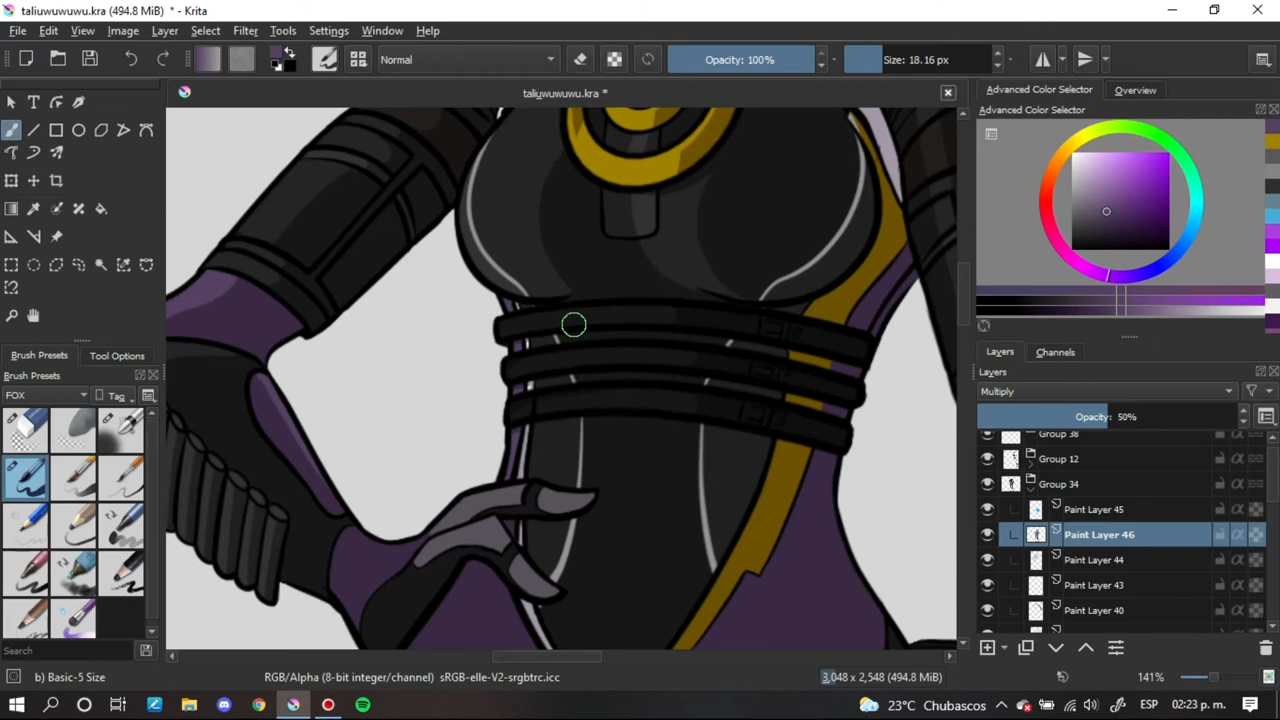 taliuwuwuwu.kra (494.8 MiB) * - Krita
File Edit View Image Layer Select Filter Tools Settings Window Help
Normal
Opacity: 100%
Size: 18.16 px
taliuwuwuwu.kra *
Advanced Color Selector
Overview
Advanced Color Selector
Brush Presets
Tool Options
Brush Presets
FOX
Tag
Search
Layers
Channels
Layers
Multiply
Opacity: 50%
Group 38
Group 12
Group 34
Paint Layer 45
Paint Layer 46
Paint Layer 44
Paint Layer 43
Paint Layer 40
b) Basic-5 Size
RGB/Alpha (8-bit integer/channel) sRGB-elle-V2-srgbtrc.icc
3,048 x 2,548 (494.8 MiB)
141%
23°C Chubascos
ESP
02:23 p. m.